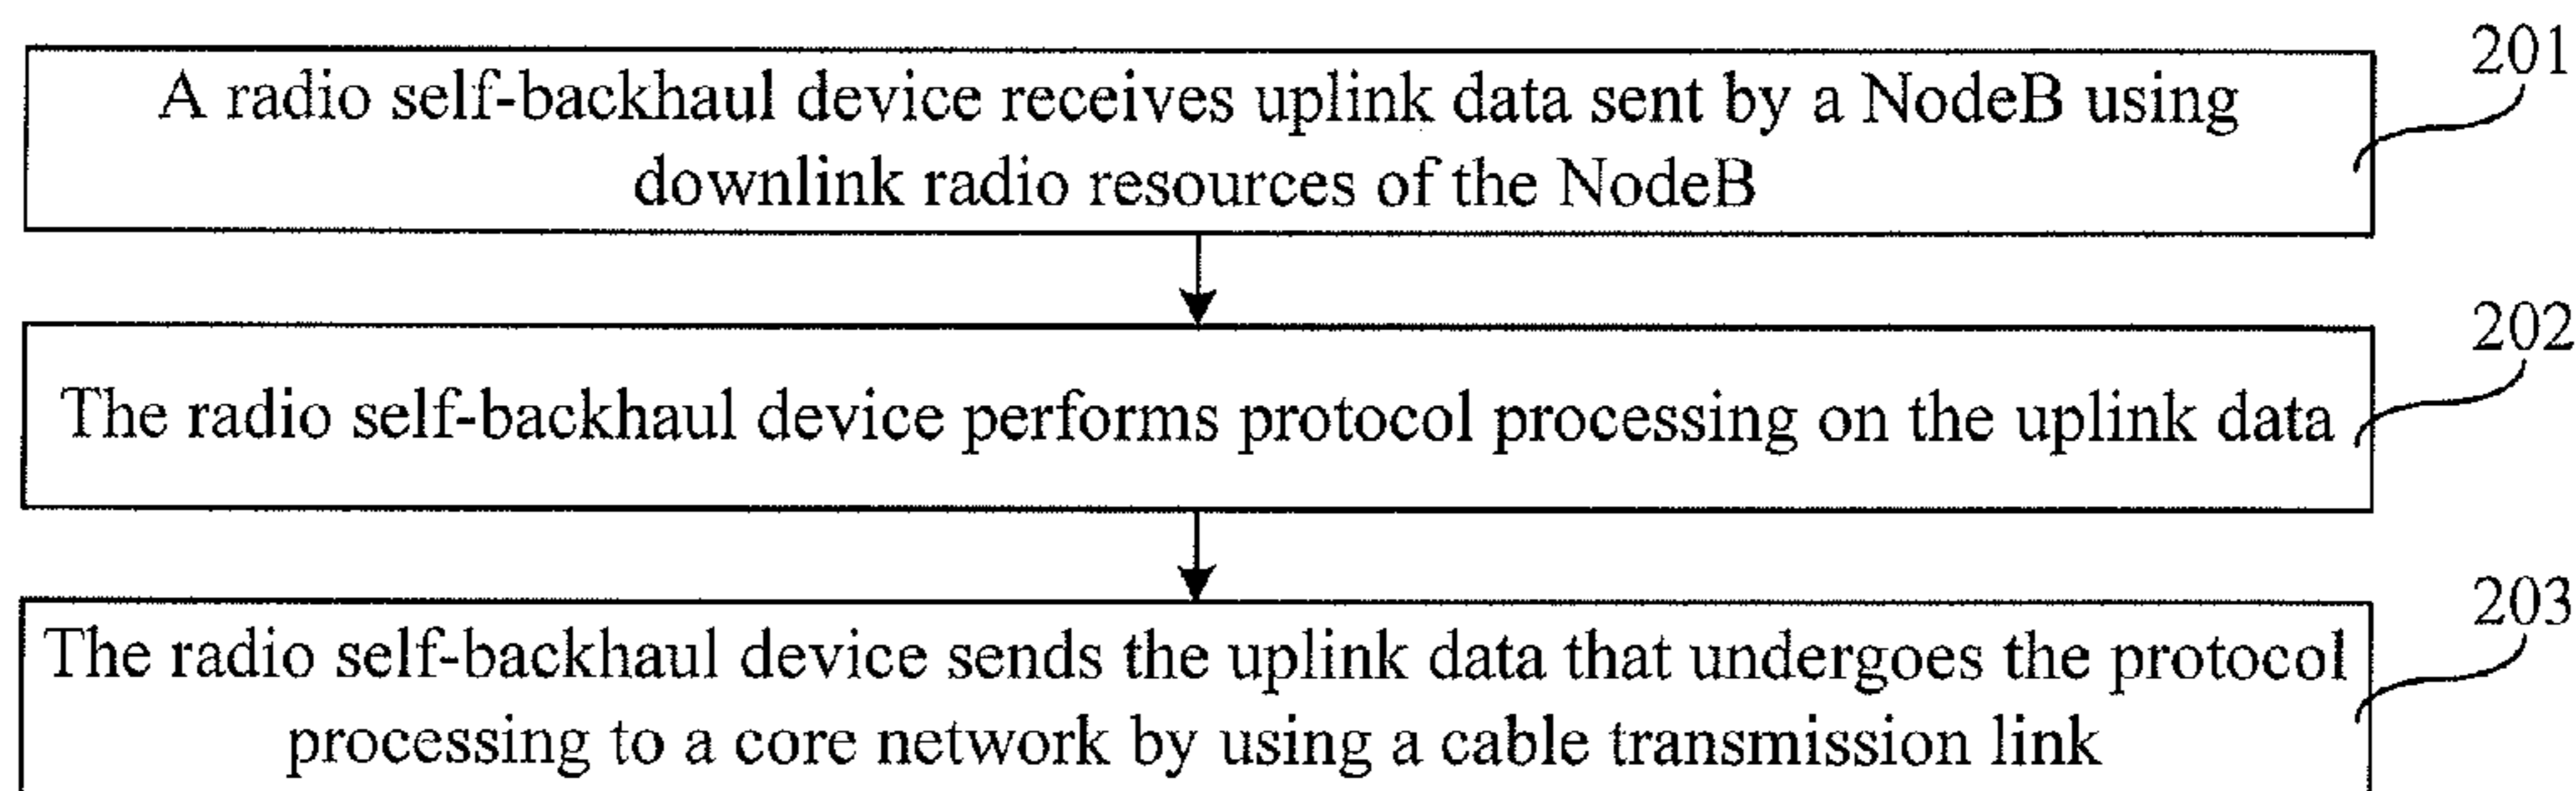 201
A radio self-backhaul device receives uplink data sent by a NodeB using
downlink radio resources of the NodeB
202
The radio self-backhaul device performs protocol processing on the uplink data
203
The radio self-backhaul device sends the uplink data that undergoes the protocol
processing to a core network by using a cable transmission link